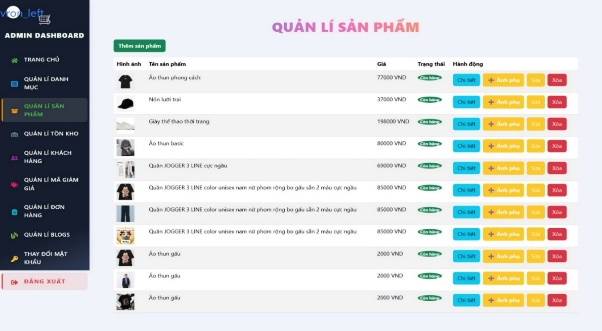 vron_left
ADMIN DASHBOARD
TRANG CHỦ
QUẢN LÍ DANH
MỤC
QUẢN LÍ SẢN
PHẨM
QUẢN LÍ TỒN KHO
QUẢN LÍ KHÁCH
HÀNG
QUẢN LÍ MÃ GIẢM
GIÁ
QUẢN LÍ ĐƠN
HÀNG
QUẢN LÍ BLOGS
THAY ĐỔI MẬT
KHẨU
ĐĂNG XUẤT
QUẢN LÍ SẢN PHẨM
Thêm sản phẩm
Hình ảnh Tên sản phẩm Giá Trạng thái Hành động
Áo thun phong cách 77000 VND Còn hàng Chi tiết + Ảnh phụ Sửa Xóa
Nón lưỡi trai 37000 VND Còn hàng Chi tiết + Ảnh phụ Sửa Xóa
Giày thể thao thời trang 198000 VND Còn hàng Chi tiết + Ảnh phụ Sửa Xóa
Áo thun basic 80000 VND Còn hàng Chi tiết + Ảnh phụ Sửa Xóa
Quần JOGGER 3 LINE cực ngầu 69000 VND Còn hàng Chi tiết + Ảnh phụ Sửa Xóa
Quần JOGGER 3 LINE color unisex nam nữ phom rộng bo gấu sẵn 2 màu cực ngầu 85000 VND Còn hàng Chi tiết + Ảnh phụ Sửa Xóa
Quần JOGGER 3 LINE color unisex nam nữ phom rộng bo gấu sẵn 2 màu cực ngầu 85000 VND Còn hàng Chi tiết + Ảnh phụ Sửa Xóa
Quần JOGGER 3 LINE color unisex nam nữ phom rộng bo gấu sẵn 2 màu cực ngầu 85000 VND Còn hàng Chi tiết + Ảnh phụ Sửa Xóa
Áo thun gấu 2000 VND Còn hàng Chi tiết + Ảnh phụ Sửa Xóa
Áo thun gấu 2000 VND Còn hàng Chi tiết + Ảnh phụ Sửa Xóa
Áo thun gấu 2000 VND Còn hàng Chi tiết + Ảnh phụ Sửa Xóa